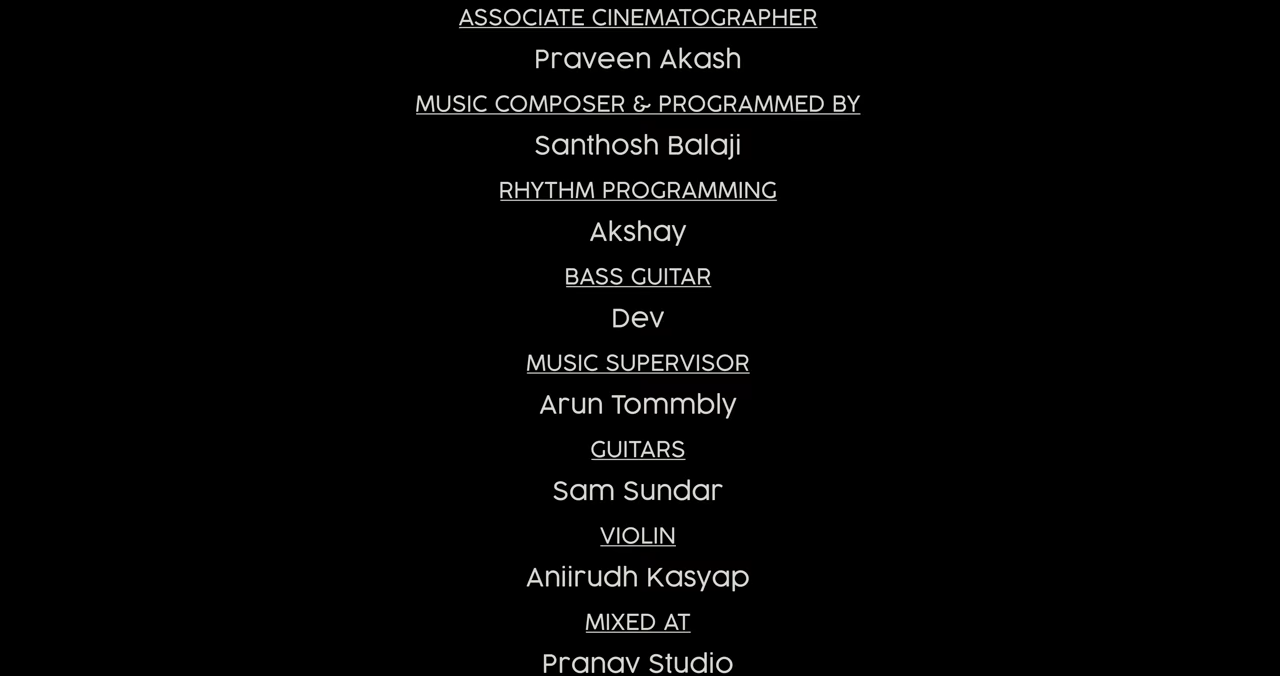 ASSOCIATE CINEMATOGRAPHER
Praveen Akash
MUSIC COMPOSER & PROGRAMMED BY
Santhosh Balaji
RHYTHM PROGRAMMING
Akshay
BASS GUITAR
Dev
MUSIC SUPERVISOR
Arun Tommbly
GUITARS
Sam Sundar
VIOLIN
Aniirudh Kasyap
MIXED AT
Pranav Studio